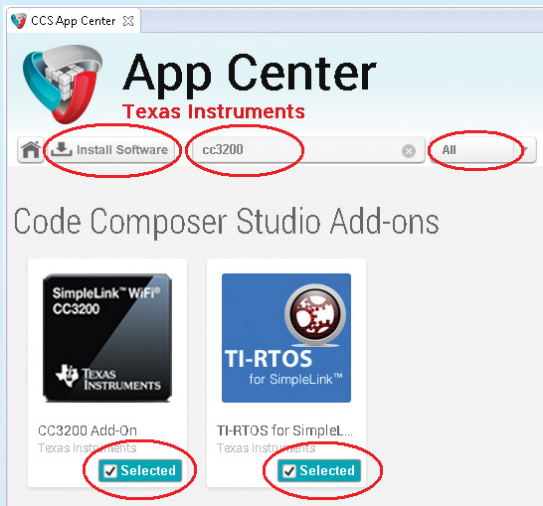 CCS App Center
App Center
Texas Instruments
Install Software
cc3200
All
Code Composer Studio Add-ons
SimpleLink™ WiFi®
CC3200
TEXAS
INSTRUMENTS
TI-RTOS
for SimpleLink™
CC3200 Add-On
Texas Instruments
Selected
TI-RTOS for SimpleL...
Texas Instruments
Selected